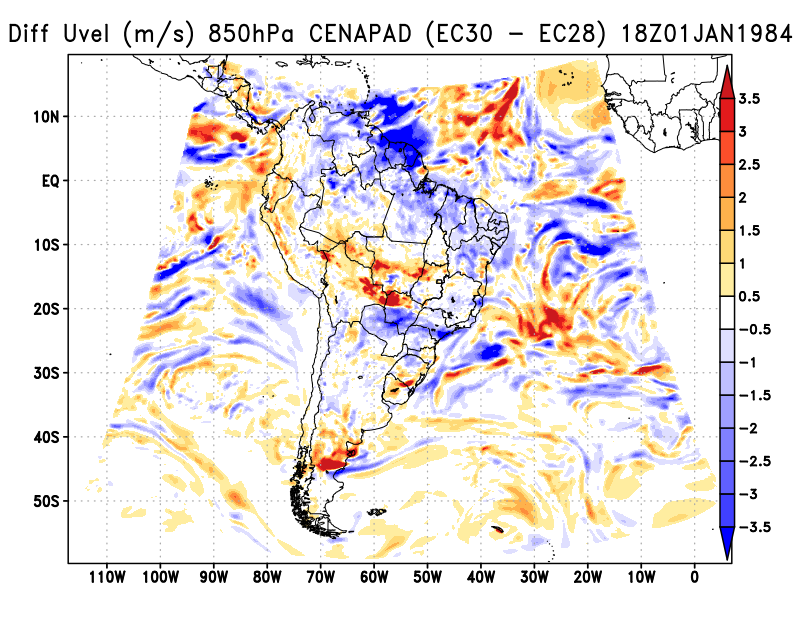 Diff Uvel (m/s) 850hPa CENAPAD (EC30 – EC28) 18Z01JAN1984
10N
EQ
10S
20S
30S
40S
50S
110W 100W 90W 80W 70W 60W 50W 40W 30W 20W 10W 0
3.5
3
2.5
2
1.5
1
0.5
−0.5
−1
−1.5
−2
−2.5
−3
−3.5